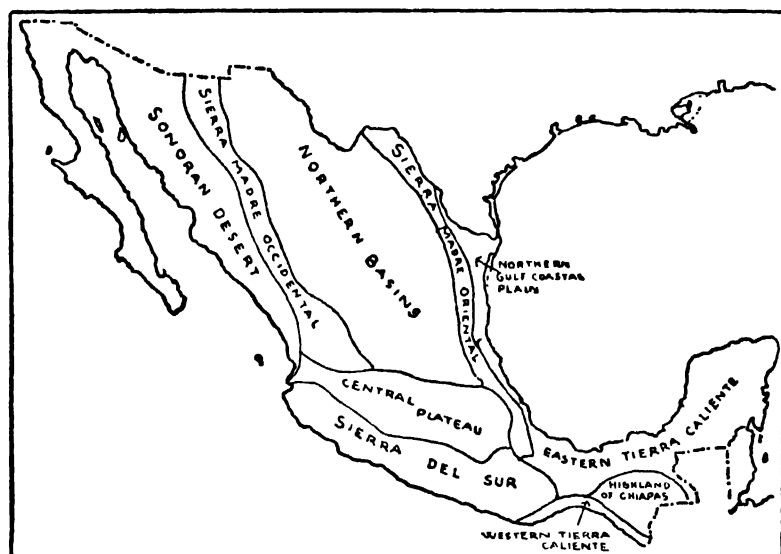 SONORAN DESERT
SIERRA MADRE OCCIDENTAL
NORTHERN BASINS
SIERRA MADRE ORIENTAL
NORTHERN
GULF COASTAL
PLAIN
CENTRAL
PLATEAU
SIERRA DEL SUR
EASTERN TIERRA CALIENTE
HIGHLAND
OF CHIAPAS
WESTERN TIERRA
CALIENTE